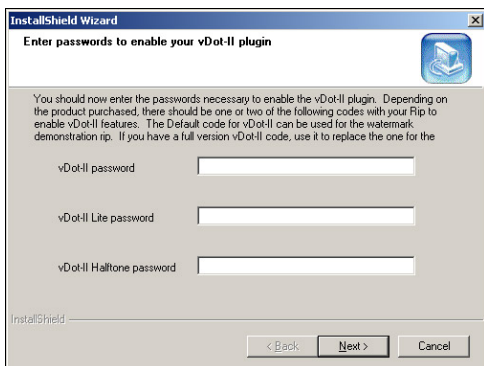 InstallShield Wizard
Enter passwords to enable your vDot-II plugin
You should now enter the passwords necessary to enable the vDot-II plugin. Depending on
the product purchased, there should be one or two of the following codes with your Rip to
enable vDot-II features. The Default code for vDot-II can be used for the watermark
demonstration rip. If you have a full version vDot-II code, use it to replace the one for the
vDot-II password
vDot-II Lite password
vDot-II Halftone password
InstallShield
< Back Next > Cancel